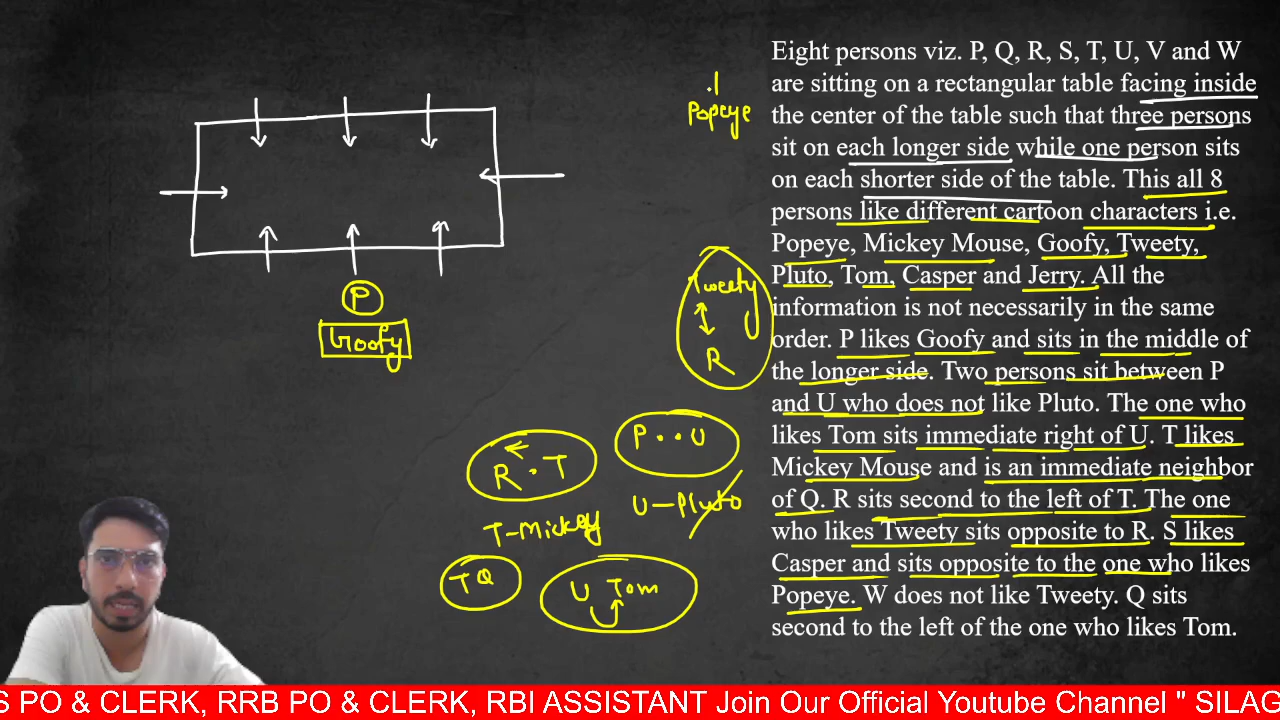 Eight persons viz. P, Q, R, S, T, U, V and W
are sitting on a rectangular table facing inside
the center of the table such that three persons
sit on each longer side while one person sits
on each shorter side of the table. This all 8
persons like different cartoon characters i.e.
Popeye, Mickey Mouse, Goofy, Tweety,
Pluto, Tom, Casper and Jerry. All the
information is not necessarily in the same
order. P likes Goofy and sits in the middle of
the longer side. Two persons sit between P
and U who does not like Pluto. The one who
likes Tom sits immediate right of U. T likes
Mickey Mouse and is an immediate neighbor
of Q. R sits second to the left of T. The one
who likes Tweety sits opposite to R. S likes
Casper and sits opposite to the one who likes
Popeye. W does not like Tweety. Q sits
second to the left of the one who likes Tom.
Popeye
P
Goofy
Tweety
R
P . . U
R . T
U - Pluto
T - Mickey
T Q
U Tom
S PO & CLERK, RRB PO & CLERK, RBI ASSISTANT Join Our Official Youtube Channel " SILAG